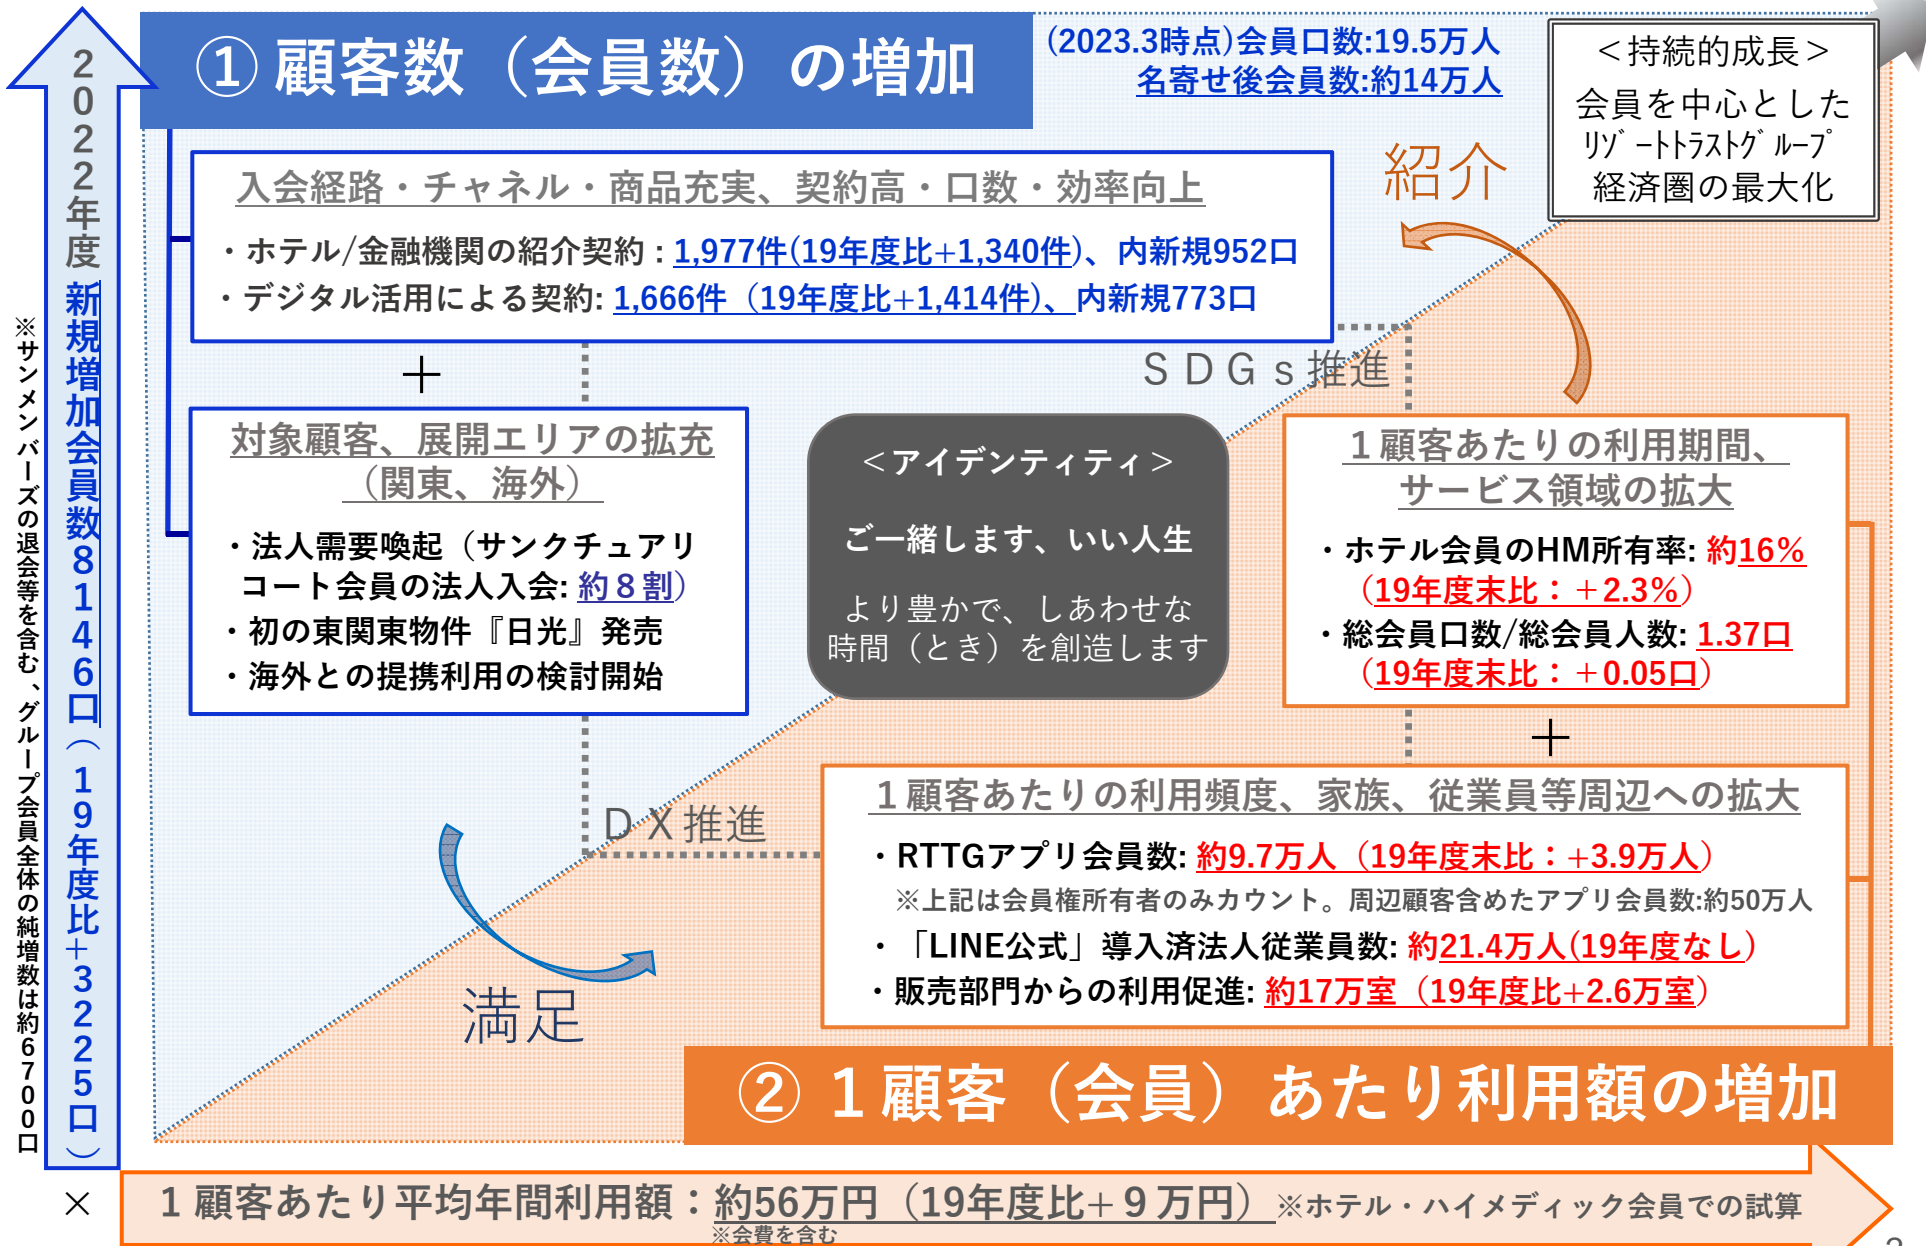 ① 顧客数（会員数）の増加
(2023.3時点)会員口数:19.5万人
名寄せ後会員数:約14万人
＜持続的成長＞
会員を中心とした
ﾘｿﾞｰﾄﾄﾗｽﾄｸﾞﾙｰﾌﾟ
経済圏の最大化
2022年度 新規増加会員数8146口（19年度比+3225口）
※サンメンバーズの退会等を含む、グループ会員全体の純増数は約6700口
入会経路・チャネル・商品充実、契約高・口数・効率向上
・ホテル/金融機関の紹介契約 : 1,977件(19年度比+1,340件)、内新規952口
・デジタル活用による契約: 1,666件（19年度比+1,414件)、内新規773口
紹介
＋
SDGs推進
対象顧客、展開エリアの拡充
（関東、海外）
・法人需要喚起（サンクチュアリ
コート会員の法人入会: 約８割）
・初の東関東物件『日光』発売
・海外との提携利用の検討開始
＜アイデンティティ＞
ご一緒します、いい人生
より豊かで、しあわせな
時間（とき）を創造します
１顧客あたりの利用期間、
サービス領域の拡大
・ホテル会員のHM所有率: 約16%
（19年度末比：＋2.3%）
・総会員口数/総会員人数: 1.37口
（19年度末比：＋0.05口）
＋
DX推進
１顧客あたりの利用頻度、家族、従業員等周辺への拡大
・RTTGアプリ会員数: 約9.7万人（19年度末比：+3.9万人）
※上記は会員権所有者のみカウント。周辺顧客含めたアプリ会員数:約50万人
・「LINE公式」導入済法人従業員数: 約21.4万人(19年度なし)
・販売部門からの利用促進: 約17万室（19年度比+2.6万室）
満足
② １顧客（会員）あたり利用額の増加
×
１顧客あたり平均年間利用額：約56万円（19年度比＋９万円）※ホテル・ハイメディック会員での試算
※会費を含む